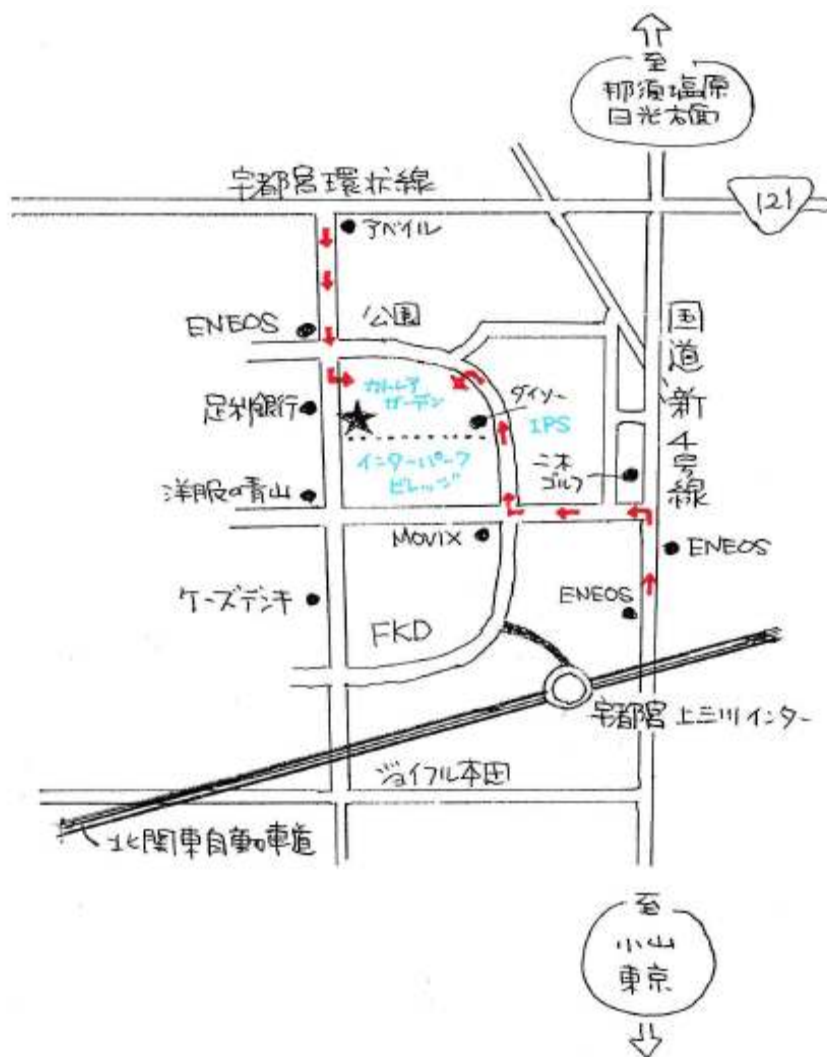 至
那須塩原
日光方面
宇都宮環状線
121
アベイル
ENEOS
公園
国道新4号線
カトレア
ガーデン
ダイソー
足利銀行
IPS
インターパーク
ビレッジ
二木
ゴルフ
洋服の青山
MOVIX
ENEOS
ケーズデンキ
ENEOS
FKD
宇都宮上三川インター
ジョイフル本田
北関東自動車道
至
小山
東京